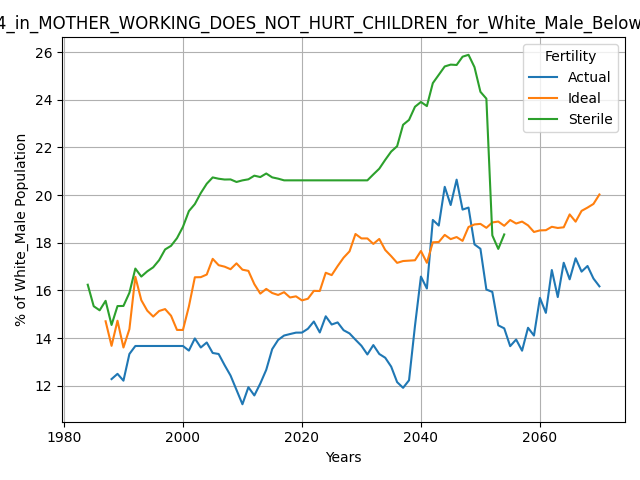 4_in_MOTHER_WORKING_DOES_NOT_HURT_CHILDREN_for_White_Male_Below
Fertility
Actual
Ideal
Sterile
% of White_Male Population
26
24
22
20
18
16
14
12
1980 2000 2020 2040 2060
Years